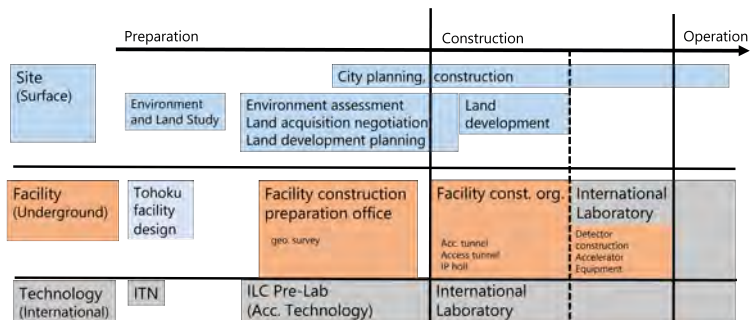 Preparation
Construction
Operation
Site
(Surface)
City planning, construction
Environment
and Land Study
Environment assessment
Land acquisition negotiation
Land development planning
Land
development
Facility
(Underground)
Tohoku
facility
design
Facility construction
preparation office
geo. survey
Facility const. org.
Acc. tunnel
Access tunnel
IP holl
International
Laboratory
Detector
construction
Accelerator
Equipment
Technology
(International)
ITN
ILC Pre-Lab
(Acc. Technology)
International
Laboratory